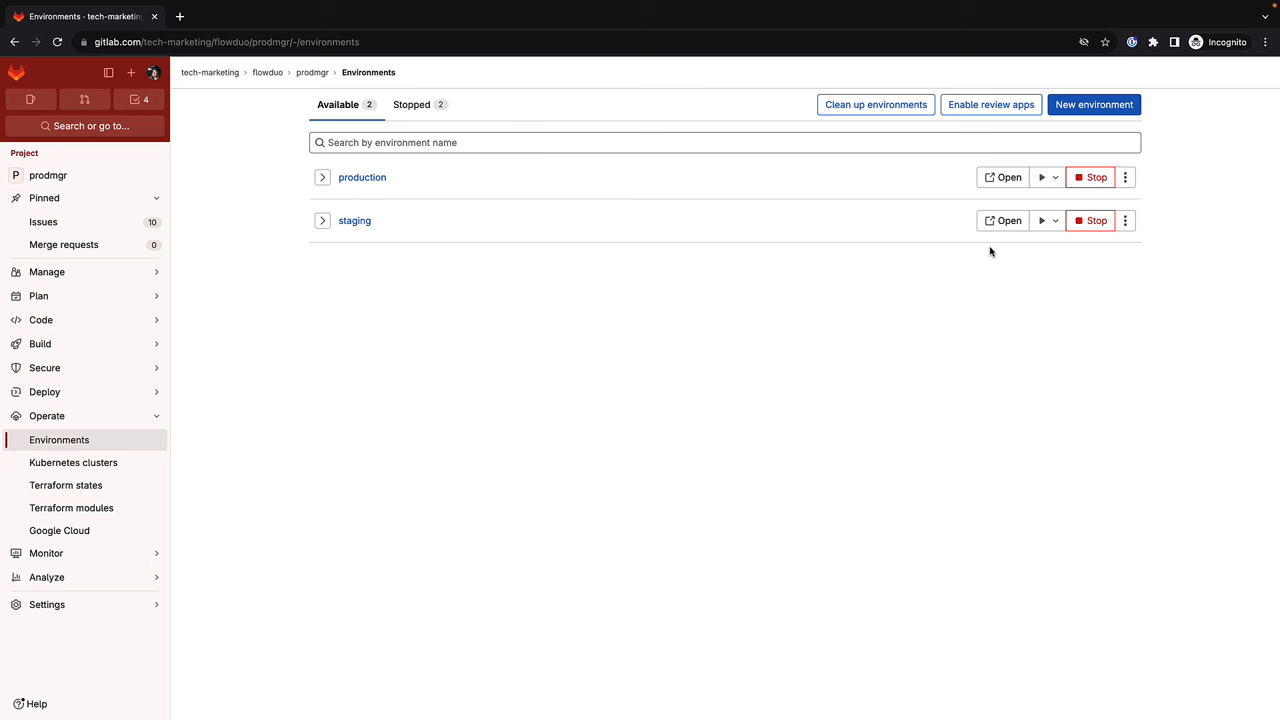 Environments · tech-marketing
gitlab.com/tech-marketing/flowduo/prodmgr/-/environments
Incognito
4
Search or go to...
Project
P prodmgr
Pinned
Issues 10
Merge requests 0
Manage
Plan
Code
Build
Secure
Deploy
Operate
Environments
Kubernetes clusters
Terraform states
Terraform modules
Google Cloud
Monitor
Analyze
Settings
Help
tech-marketing › flowduo › prodmgr › Environments
Available 2 Stopped 2
Clean up environments Enable review apps New environment
Search by environment name
production Open Stop
staging Open Stop